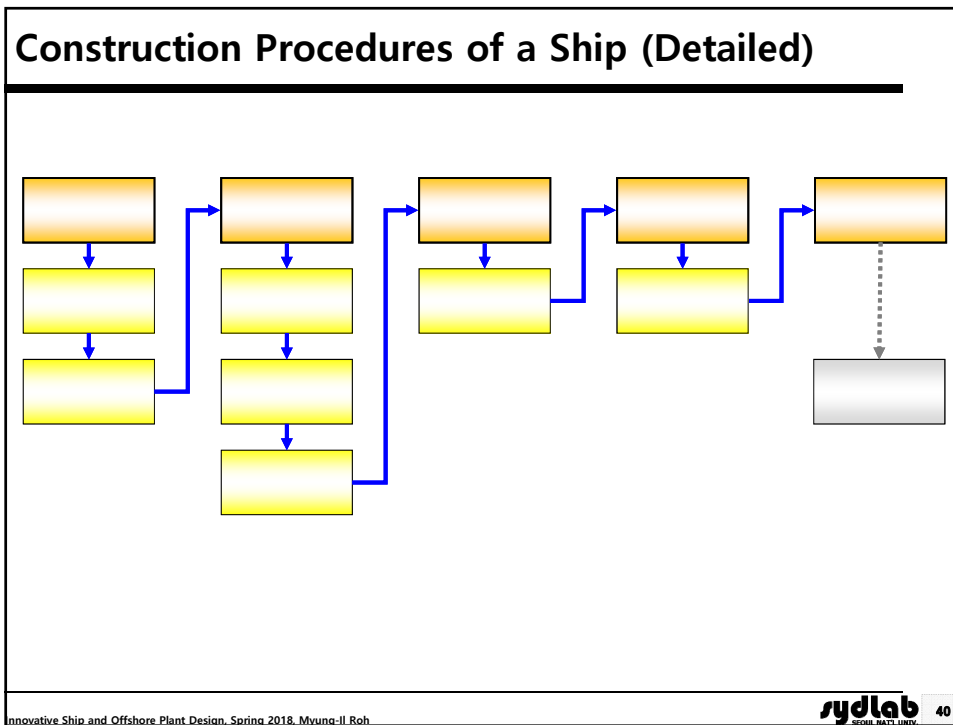 Construction Procedures of a Ship (Detailed)
nnovative Ship and Offshore Plant Design, Spring 2018, Myung-Il Roh
sydlab
SEOUL NAT'L UNIV.
40